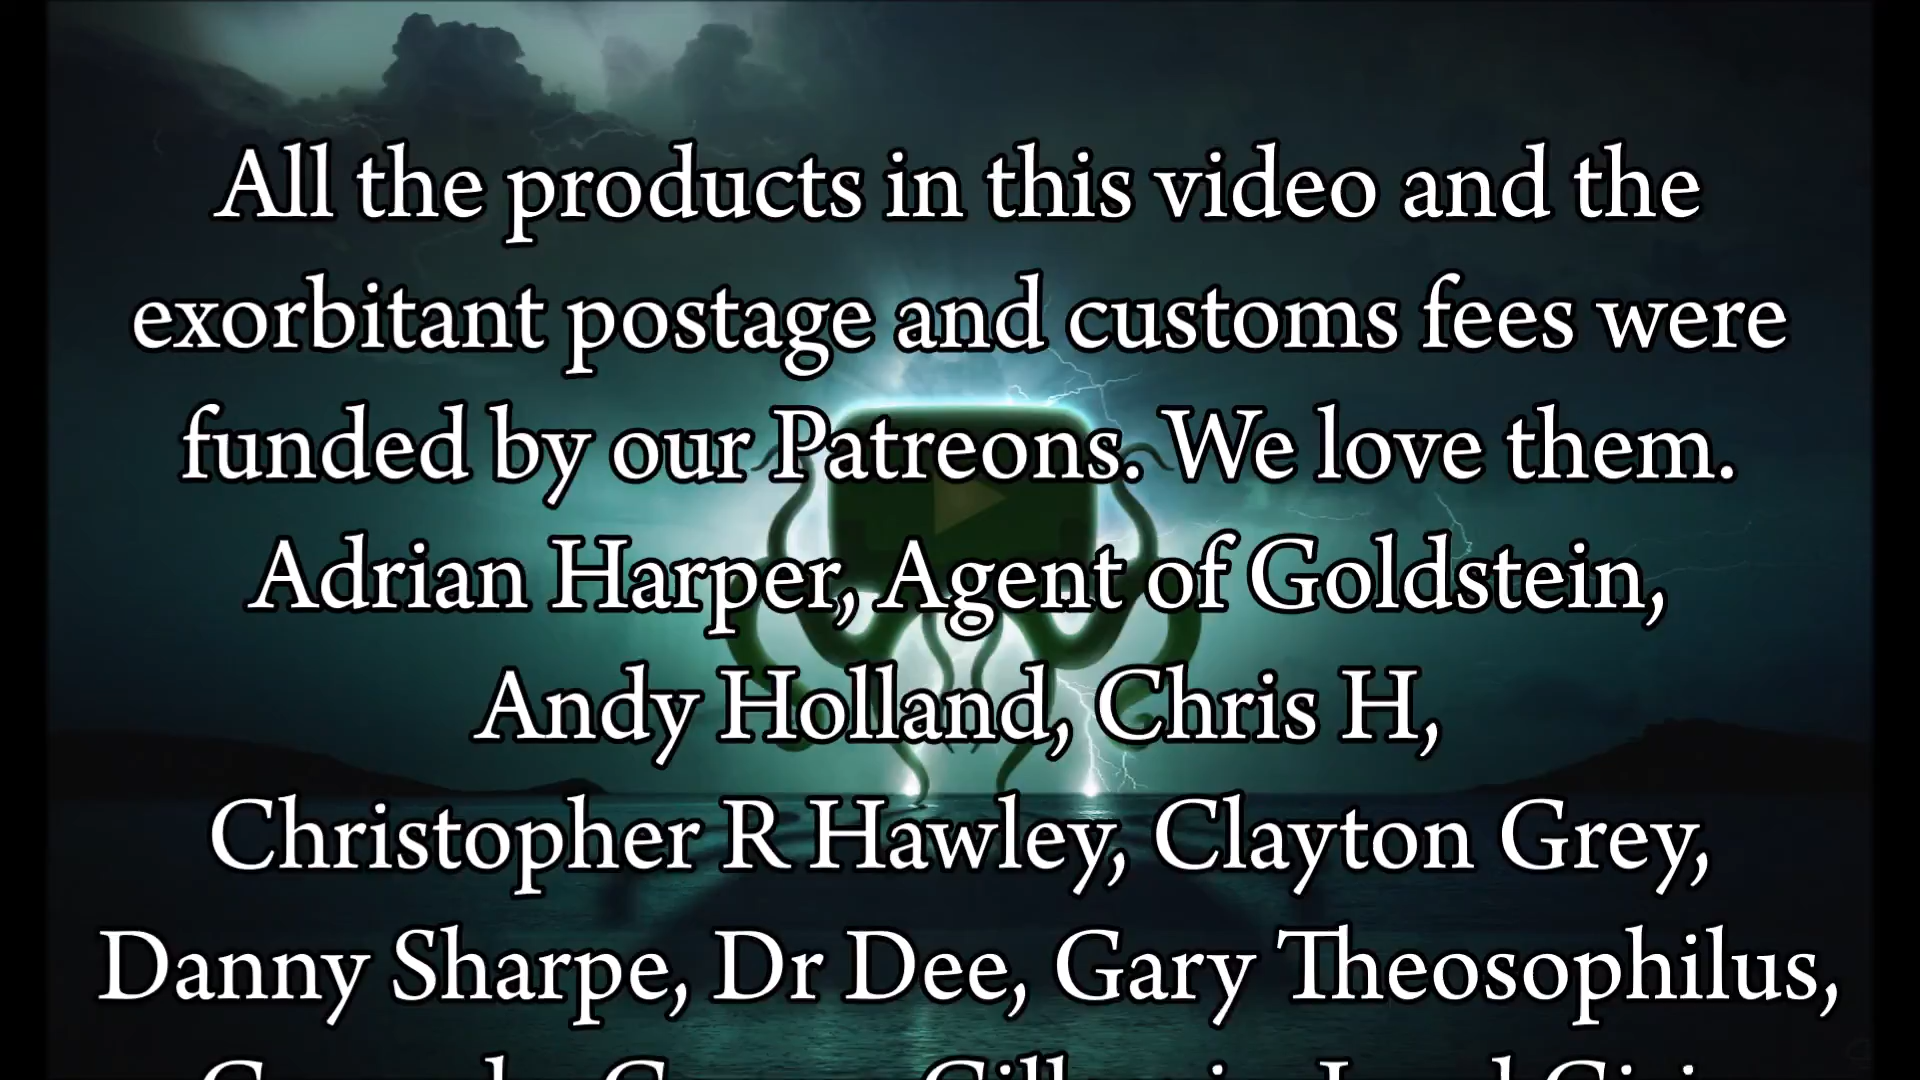 All the products in this video and the
exorbitant postage and customs fees were
funded by our Patreons. We love them.
Adrian Harper, Agent of Goldstein,
Andy Holland, Chris H,
Christopher R Hawley, Clayton Grey,
Danny Sharpe, Dr Dee, Gary Theosophilus,